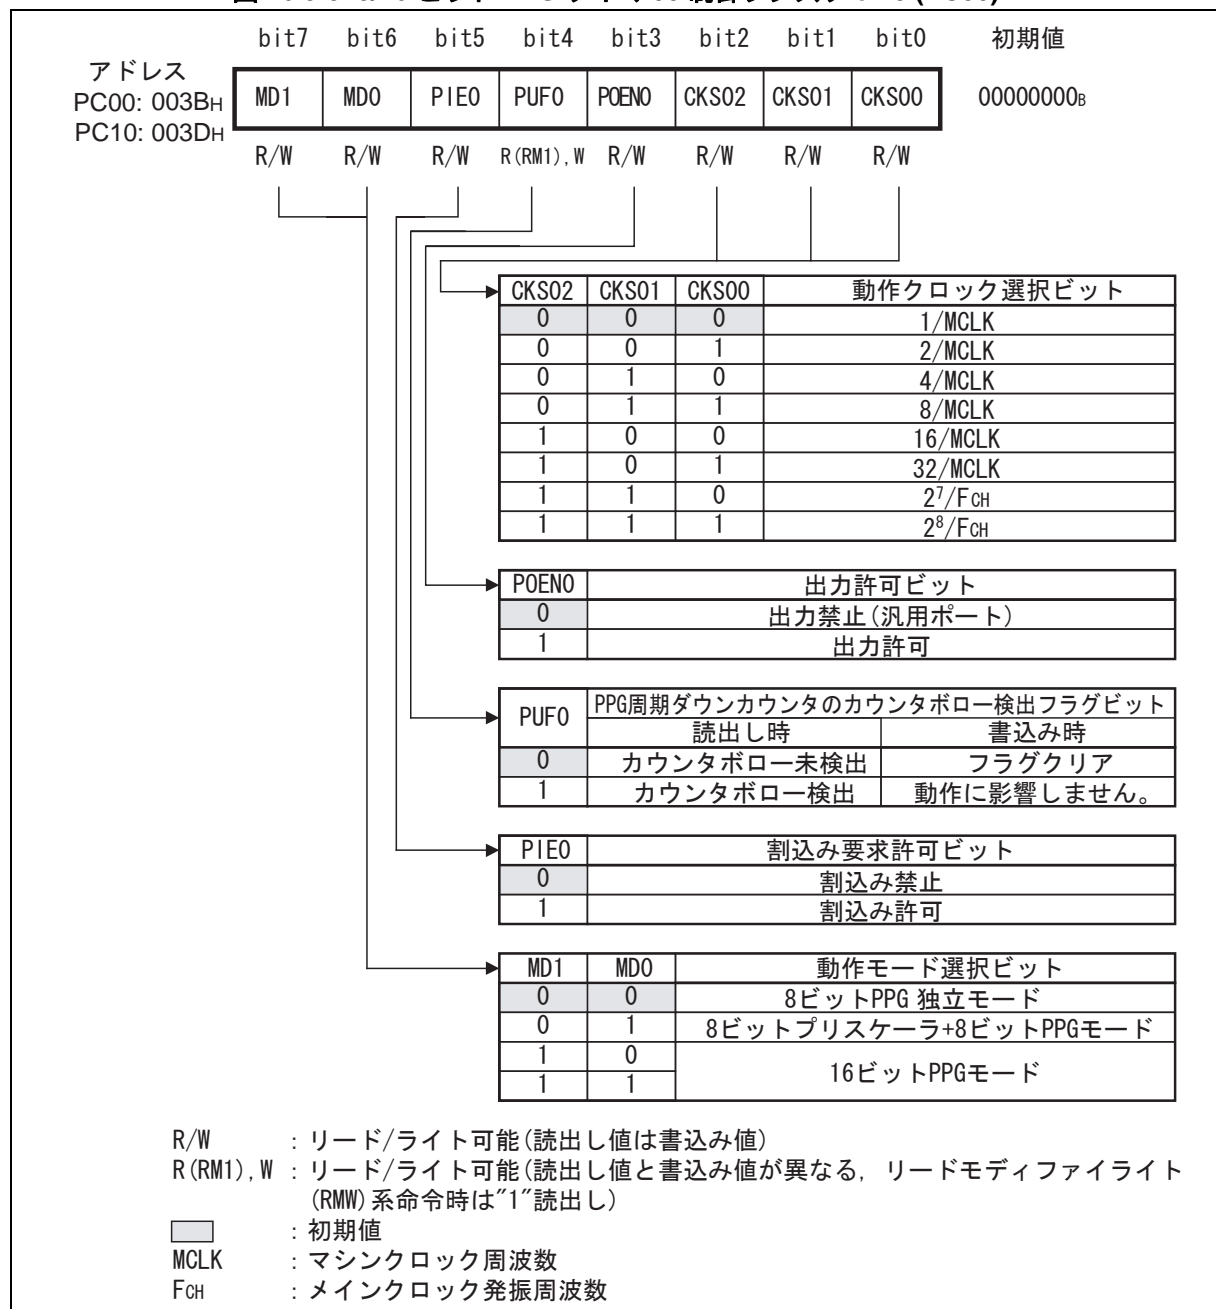 bit7 bit6 bit5 bit4 bit3 bit2 bit1 bit0 初期値
アドレス
PC00: 003BH MD1 MD0 PIE0 PUF0 POEN0 CKS02 CKS01 CKS00 00000000B
PC10: 003DH
R/W R/W R/W R(RM1),W R/W R/W R/W R/W
CKS02 CKS01 CKS00 動作クロック選択ビット
0 0 0 1/MCLK
0 0 1 2/MCLK
0 1 0 4/MCLK
0 1 1 8/MCLK
1 0 0 16/MCLK
1 0 1 32/MCLK
1 1 0 2⁷/FCH
1 1 1 2⁸/FCH
POEN0 出力許可ビット
0 出力禁止(汎用ポート)
1 出力許可
PUF0 PPG周期ダウンカウンタのカウンタボロー検出フラグビット
読出し時 書込み時
0 カウンタボロー未検出 フラグクリア
1 カウンタボロー検出 動作に影響しません。
PIE0 割込み要求許可ビット
0 割込み禁止
1 割込み許可
MD1 MD0 動作モード選択ビット
0 0 8ビットPPG 独立モード
0 1 8ビットプリスケーラ+8ビットPPGモード
1 0 16ビットPPGモード
1 1
R/W : リード/ライト可能(読出し値は書込み値)
R(RM1),W : リード/ライト可能(読出し値と書込み値が異なる, リードモディファイライト
(RMW)系命令時は"1"読出し)
: 初期値
MCLK : マシンクロック周波数
FCH : メインクロック発振周波数